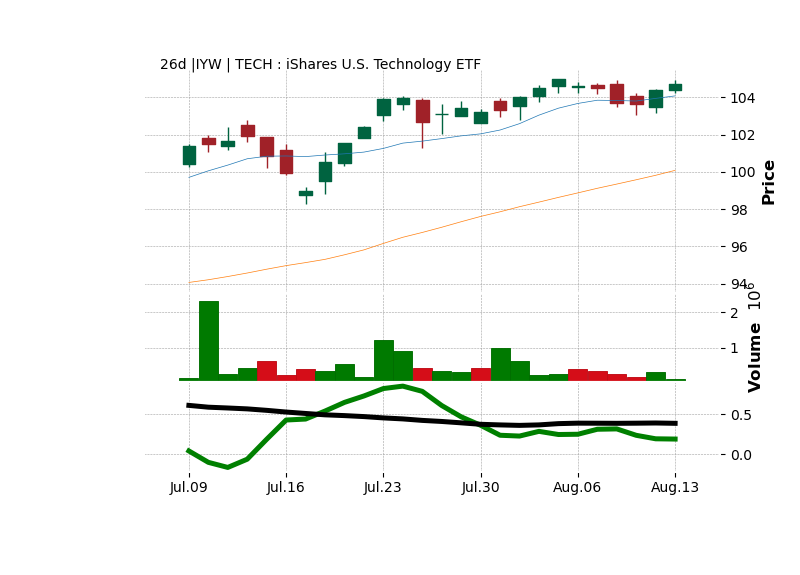 26d |IYW | TECH : iShares U.S. Technology ETF
104
102
100
98
96
94
Price
10⁶
2
1
Volume
0.5
0.0
Jul.09 Jul.16 Jul.23 Jul.30 Aug.06 Aug.13